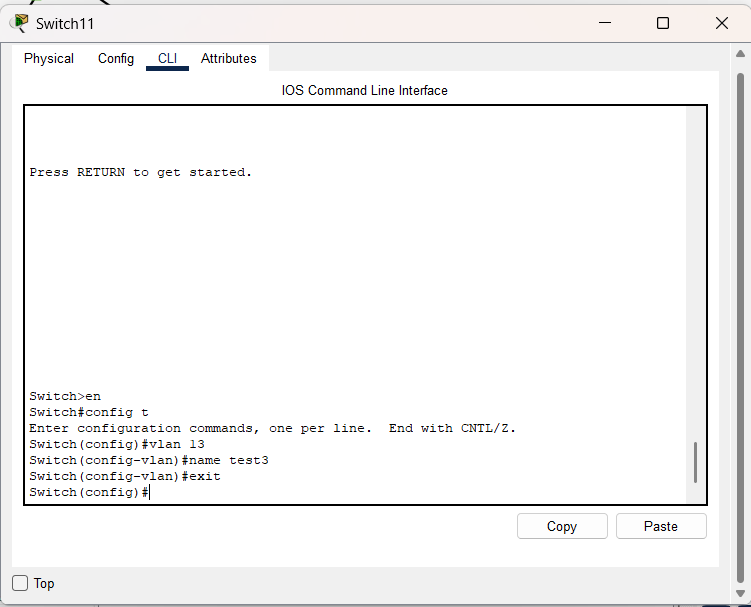 Switch11
Physical Config CLI Attributes
IOS Command Line Interface
Press RETURN to get started.
Switch>en
Switch#config t
Enter configuration commands, one per line.  End with CNTL/Z.
Switch(config)#vlan 13
Switch(config-vlan)#name test3
Switch(config-vlan)#exit
Switch(config)#
Copy Paste
Top